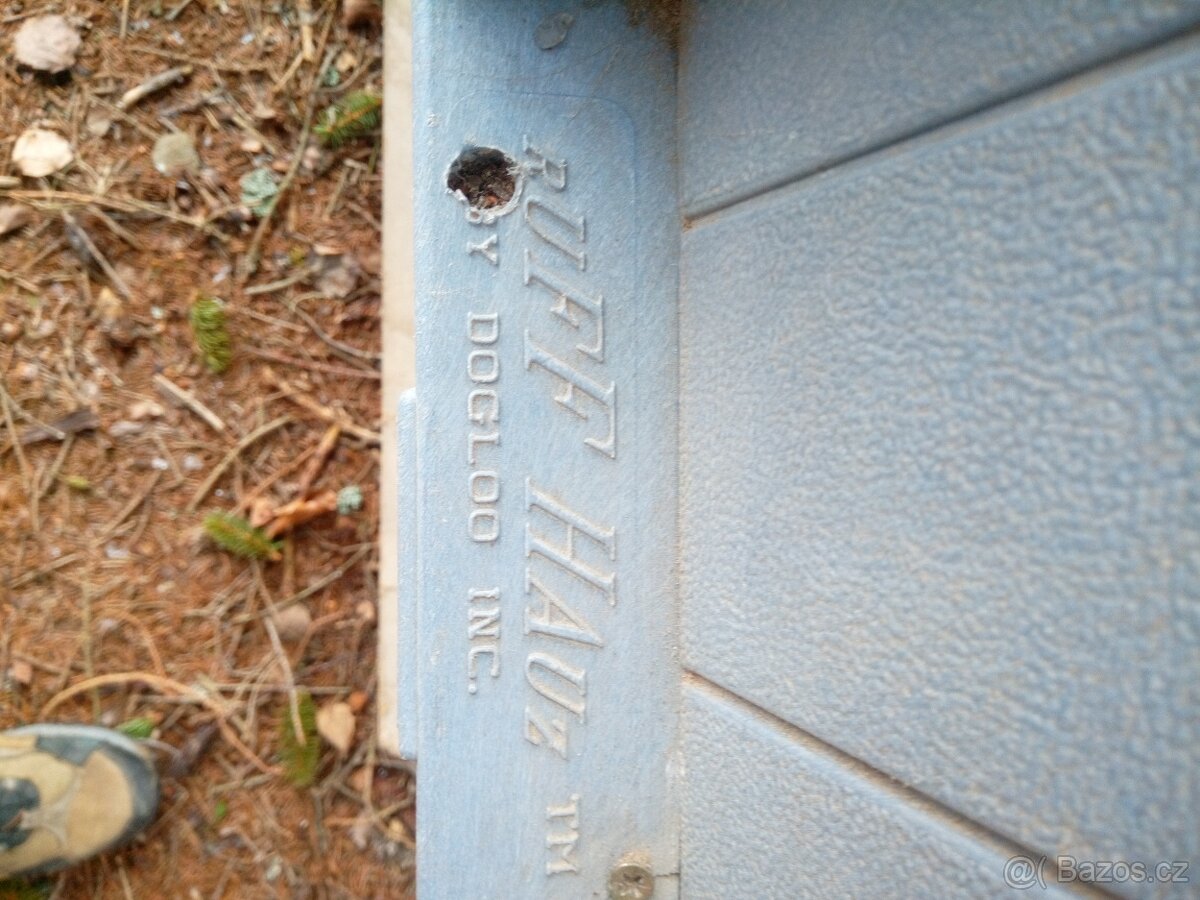 RUFF HAUZ TM
BY DOGLOO INC.
@( Bazos.cz